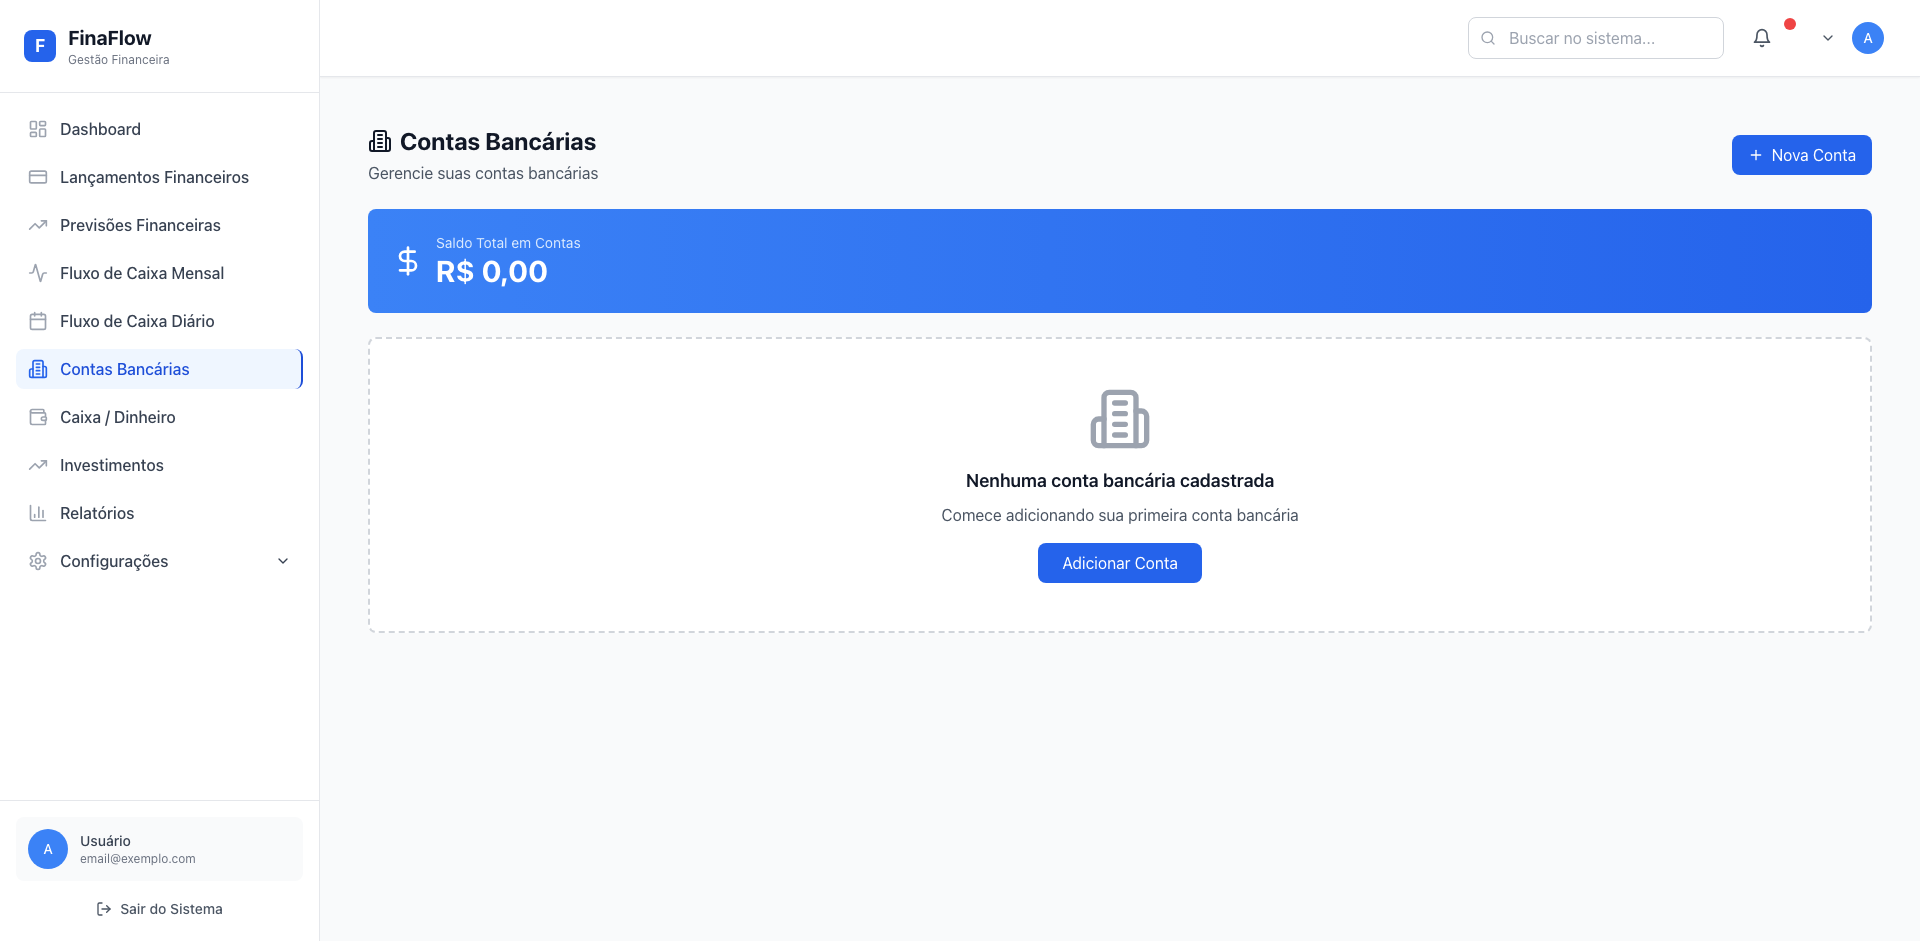 F
FinaFlow
Gestão Financeira
Dashboard
Lançamentos Financeiros
Previsões Financeiras
Fluxo de Caixa Mensal
Fluxo de Caixa Diário
Contas Bancárias
Caixa / Dinheiro
Investimentos
Relatórios
Configurações
A
Usuário
email@exemplo.com
Sair do Sistema
Buscar no sistema...
A
Contas Bancárias
Gerencie suas contas bancárias
Nova Conta
Saldo Total em Contas
R$ 0,00
Nenhuma conta bancária cadastrada
Comece adicionando sua primeira conta bancária
Adicionar Conta